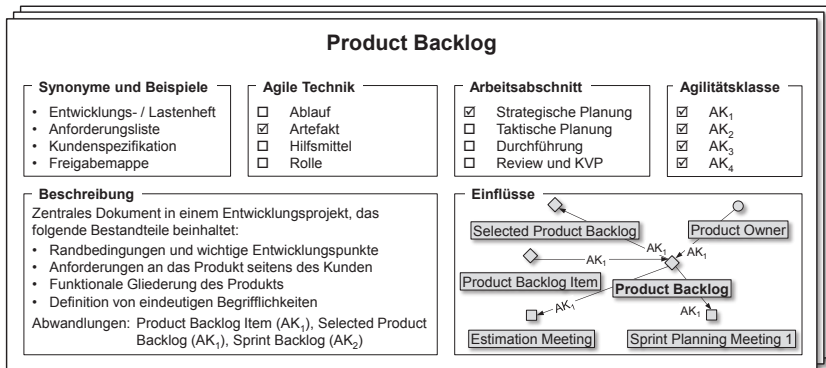 Product Backlog
Synonyme und Beispiele
• Entwicklungs- / Lastenheft
• Anforderungsliste
• Kundenspezifikation
• Freigabemappe
Agile Technik
☐ Ablauf
☑ Artefakt
☐ Hilfsmittel
☐ Rolle
Arbeitsabschnitt
☑ Strategische Planung
☐ Taktische Planung
☐ Durchführung
☐ Review und KVP
Agilitätsklasse
☑ AK₁
☑ AK₂
☑ AK₃
☑ AK₄
Beschreibung
Zentrales Dokument in einem Entwicklungsprojekt, das
folgende Bestandteile beinhaltet:
• Randbedingungen und wichtige Entwicklungspunkte
• Anforderungen an das Produkt seitens des Kunden
• Funktionale Gliederung des Produkts
• Definition von eindeutigen Begrifflichkeiten
Abwandlungen: Product Backlog Item (AK₁), Selected Product
Backlog (AK₁), Sprint Backlog (AK₂)
Einflüsse
Selected Product Backlog
Product Owner
AK₁
AK₁
AK₁
Product Backlog Item
Product Backlog
AK₁
AK₁
Estimation Meeting
Sprint Planning Meeting 1